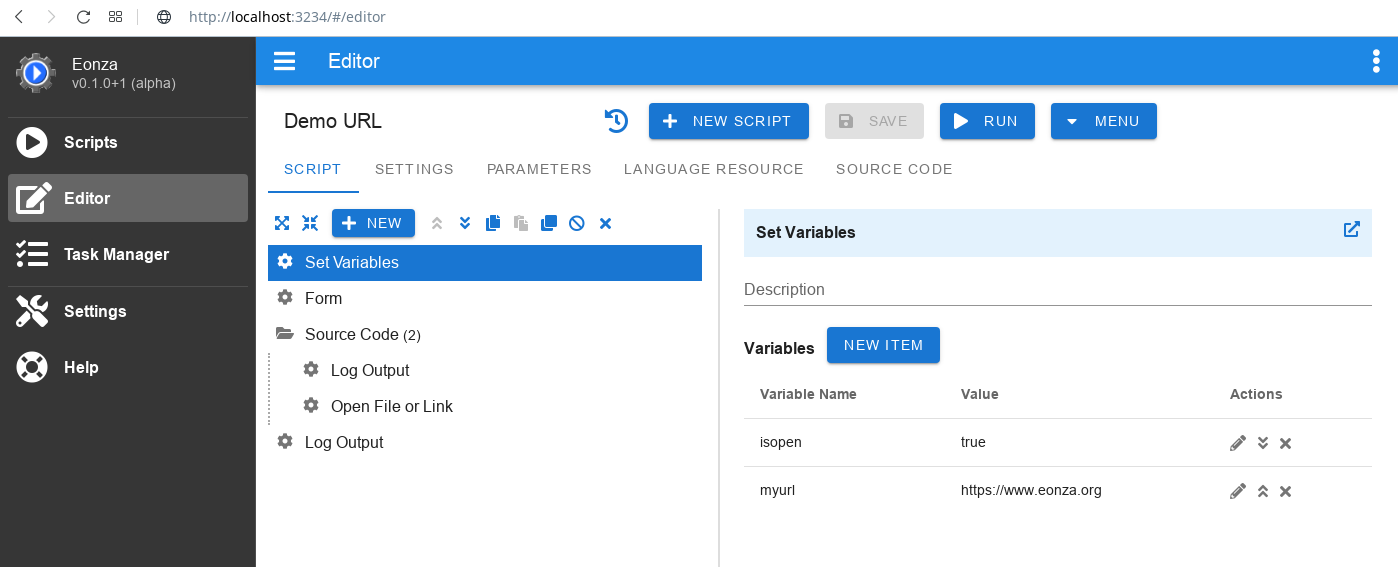 http://localhost:3234/#/editor
Eonza
v0.1.0+1 (alpha)
Editor
Scripts
Editor
Task Manager
Settings
Help
Demo URL
NEW SCRIPT
SAVE
RUN
MENU
SCRIPT SETTINGS PARAMETERS LANGUAGE RESOURCE SOURCE CODE
NEW
Set Variables
Form
Source Code (2)
Log Output
Open File or Link
Log Output
Set Variables
Description
Variables NEW ITEM
Variable Name Value Actions
isopen true
myurl https://www.eonza.org